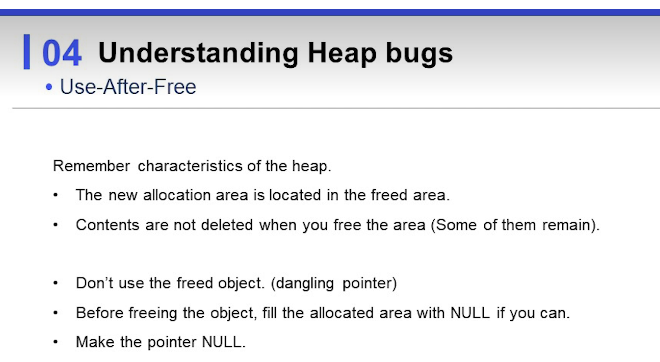 04 Understanding Heap bugs
• Use-After-Free
Remember characteristics of the heap.
• The new allocation area is located in the freed area.
• Contents are not deleted when you free the area (Some of them remain).
• Don’t use the freed object. (dangling pointer)
• Before freeing the object, fill the allocated area with NULL if you can.
• Make the pointer NULL.